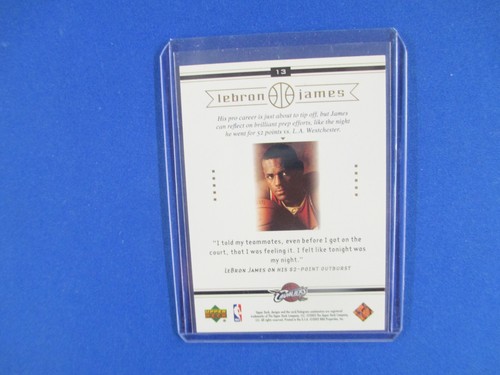 13
lebron james
His pro career is just about to tip off, but James
can reflect on brilliant prep efforts, like the night
he went for 52 points vs. L.A. Westchester.
"I told my teammates, even before I got on the
court, that I was feeling it. I felt like tonight was
my night."
LeBron James on his 52-point outburst
Cavaliers
NBA